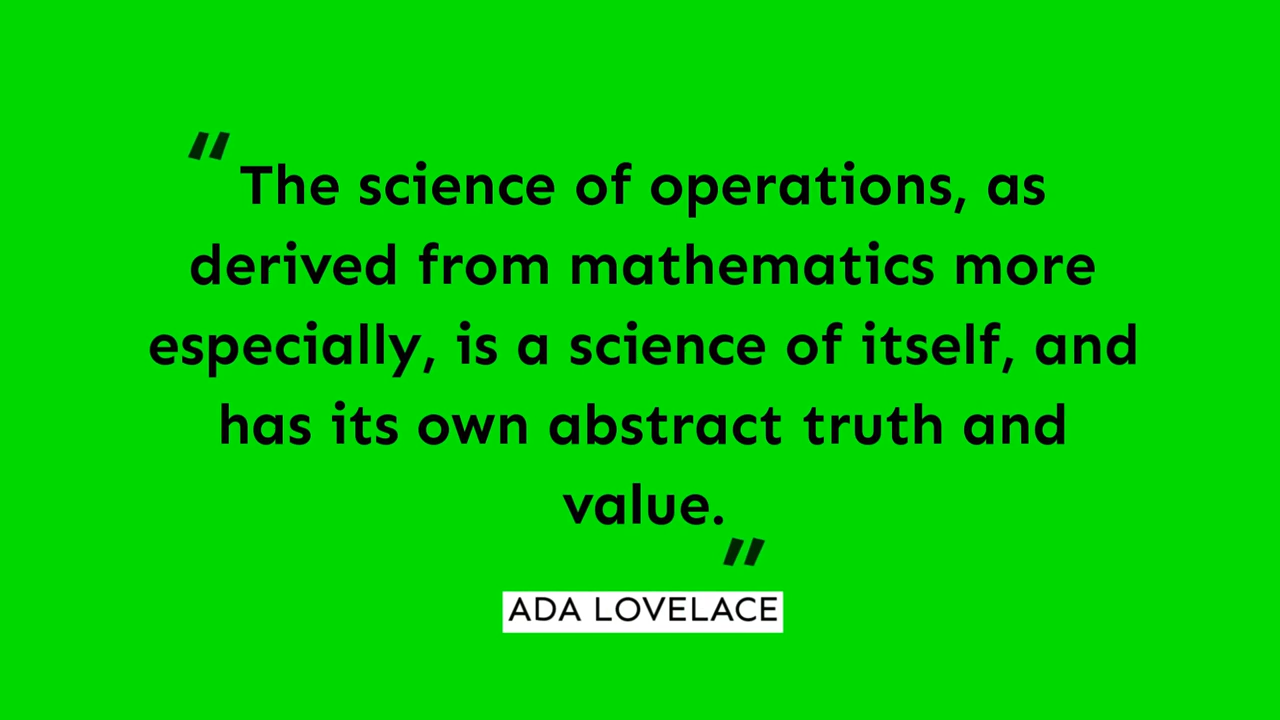 “The science of operations, as
derived from mathematics more
especially, is a science of itself, and
has its own abstract truth and
value.”
ADA LOVELACE